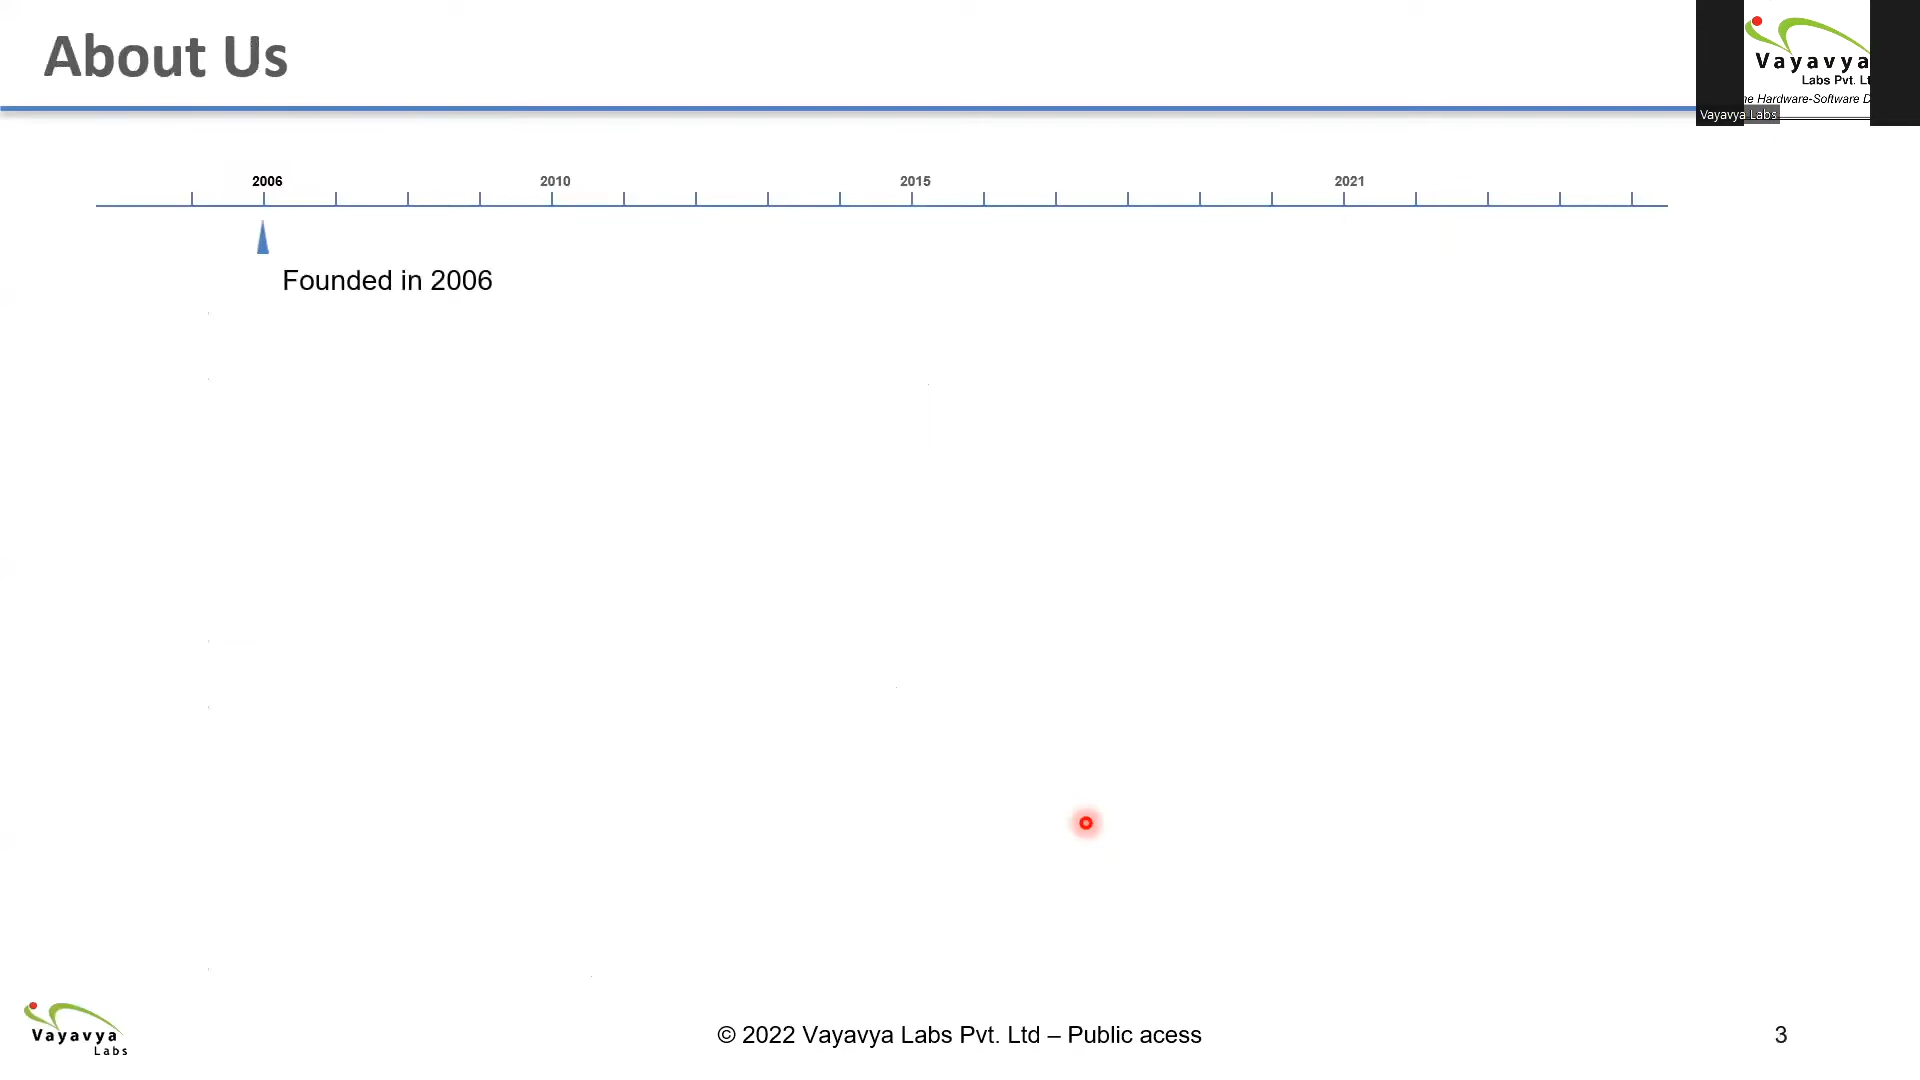 About Us
Vayavya
Labs Pvt. Lt
ne Hardware-Software D
Vayavya Labs
2006 2010 2015 2021
Founded in 2006
Vayavya
Labs
© 2022 Vayavya Labs Pvt. Ltd – Public acess
3